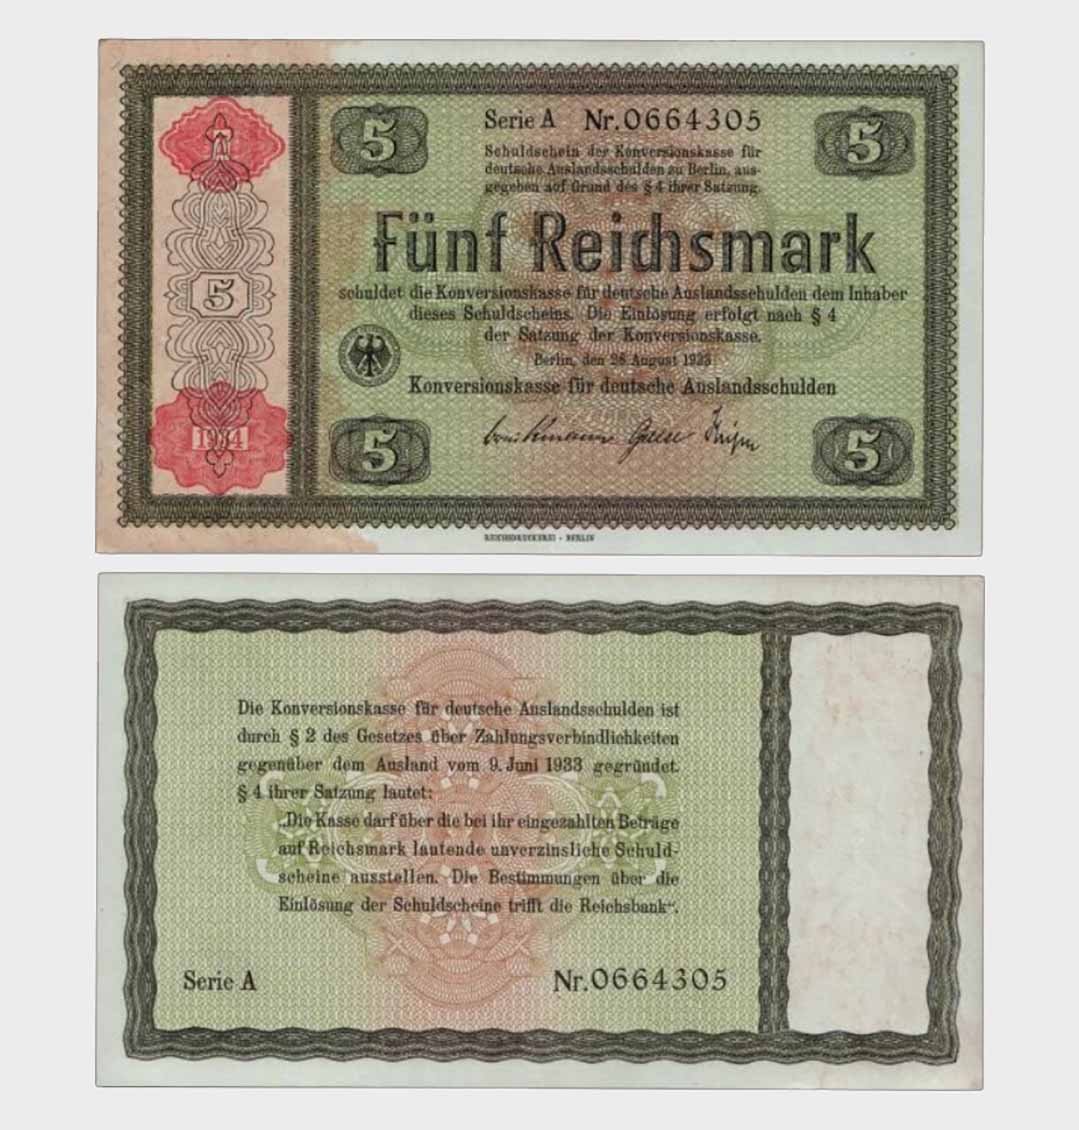 5
Serie A Nr.0664305
5
Schuldschein der Konversionskasse für
deutsche Auslandsschulden zu Berlin, aus-
gegeben auf Grund des § 4 ihrer Satzung.
Fünf Reichsmark
5
schuldet die Konversionskasse für deutsche Auslandsschulden dem Inhaber
dieses Schuldscheins. Die Einlösung erfolgt nach § 4
der Satzung der Konversionskasse.
Berlin, den 28. August 1933
Konversionskasse für deutsche Auslandsschulden
1934
5
5
REICHSDRUCKEREI - BERLIN
Die Konversionskasse für deutsche Auslandsschulden ist
durch § 2 des Gesetzes über Zahlungsverbindlichkeiten
gegenüber dem Ausland vom 9. Juni 1933 gegründet.
§ 4 ihrer Satzung lautet:
„Die Kasse darf über die bei ihr eingezahlten Beträge
auf Reichsmark lautende unverzinsliche Schuld-
scheine ausstellen. Die Bestimmungen über die
Einlösung der Schuldscheine trifft die Reichsbank“.
Serie A
Nr.0664305